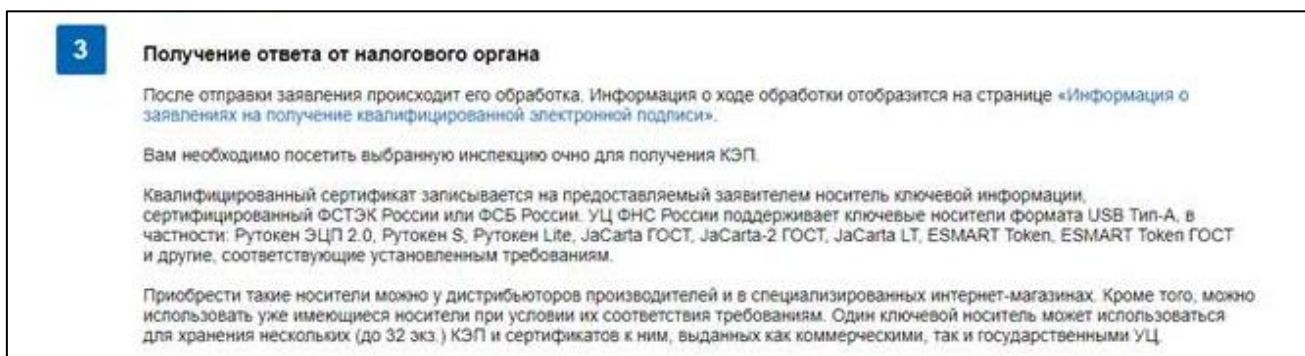 3
Получение ответа от налогового органа
После отправки заявления происходит его обработка. Информация о ходе обработки отобразится на странице «Информация о
заявлениях на получение квалифицированной электронной подписи».
Вам необходимо посетить выбранную инспекцию очно для получения КЭП.
Квалифицированный сертификат записывается на предоставляемый заявителем носитель ключевой информации,
сертифицированный ФСТЭК России или ФСБ России. УЦ ФНС России поддерживает ключевые носители формата USB Тип-А, в
частности: Рутокен ЭЦП 2.0, Рутокен S, Рутокен Lite, JaCarta ГОСТ, JaCarta-2 ГОСТ, JaCarta LT, ESMART Token, ESMART Token ГОСТ
и другие, соответствующие установленным требованиям.
Приобрести такие носители можно у дистрибьюторов производителей и в специализированных интернет-магазинах. Кроме того, можно
использовать уже имеющиеся носители при условии их соответствия требованиям. Один ключевой носитель может использоваться
для хранения нескольких (до 32 экз.) КЭП и сертификатов к ним, выданных как коммерческими, так и государственными УЦ.